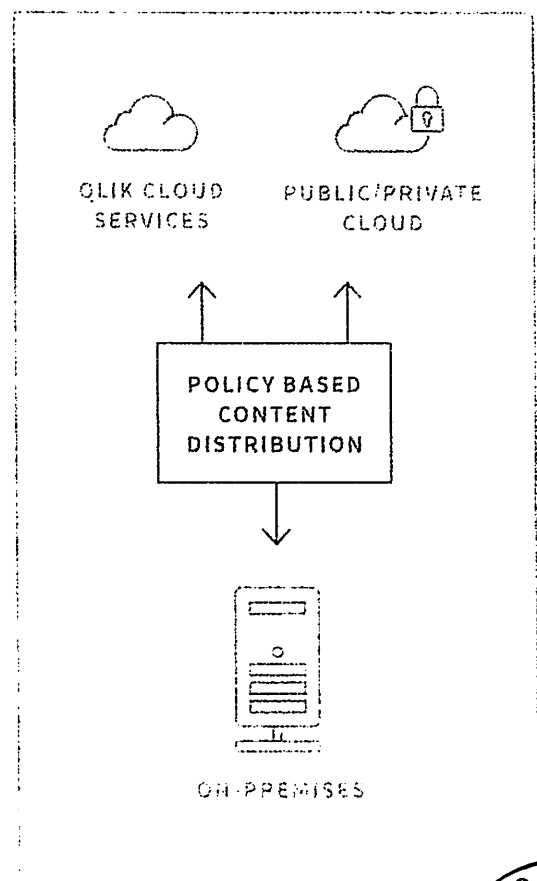 QLIK CLOUD
SERVICES
PUBLIC/PRIVATE
CLOUD
POLICY BASED
CONTENT
DISTRIBUTION
ON-PREMISES